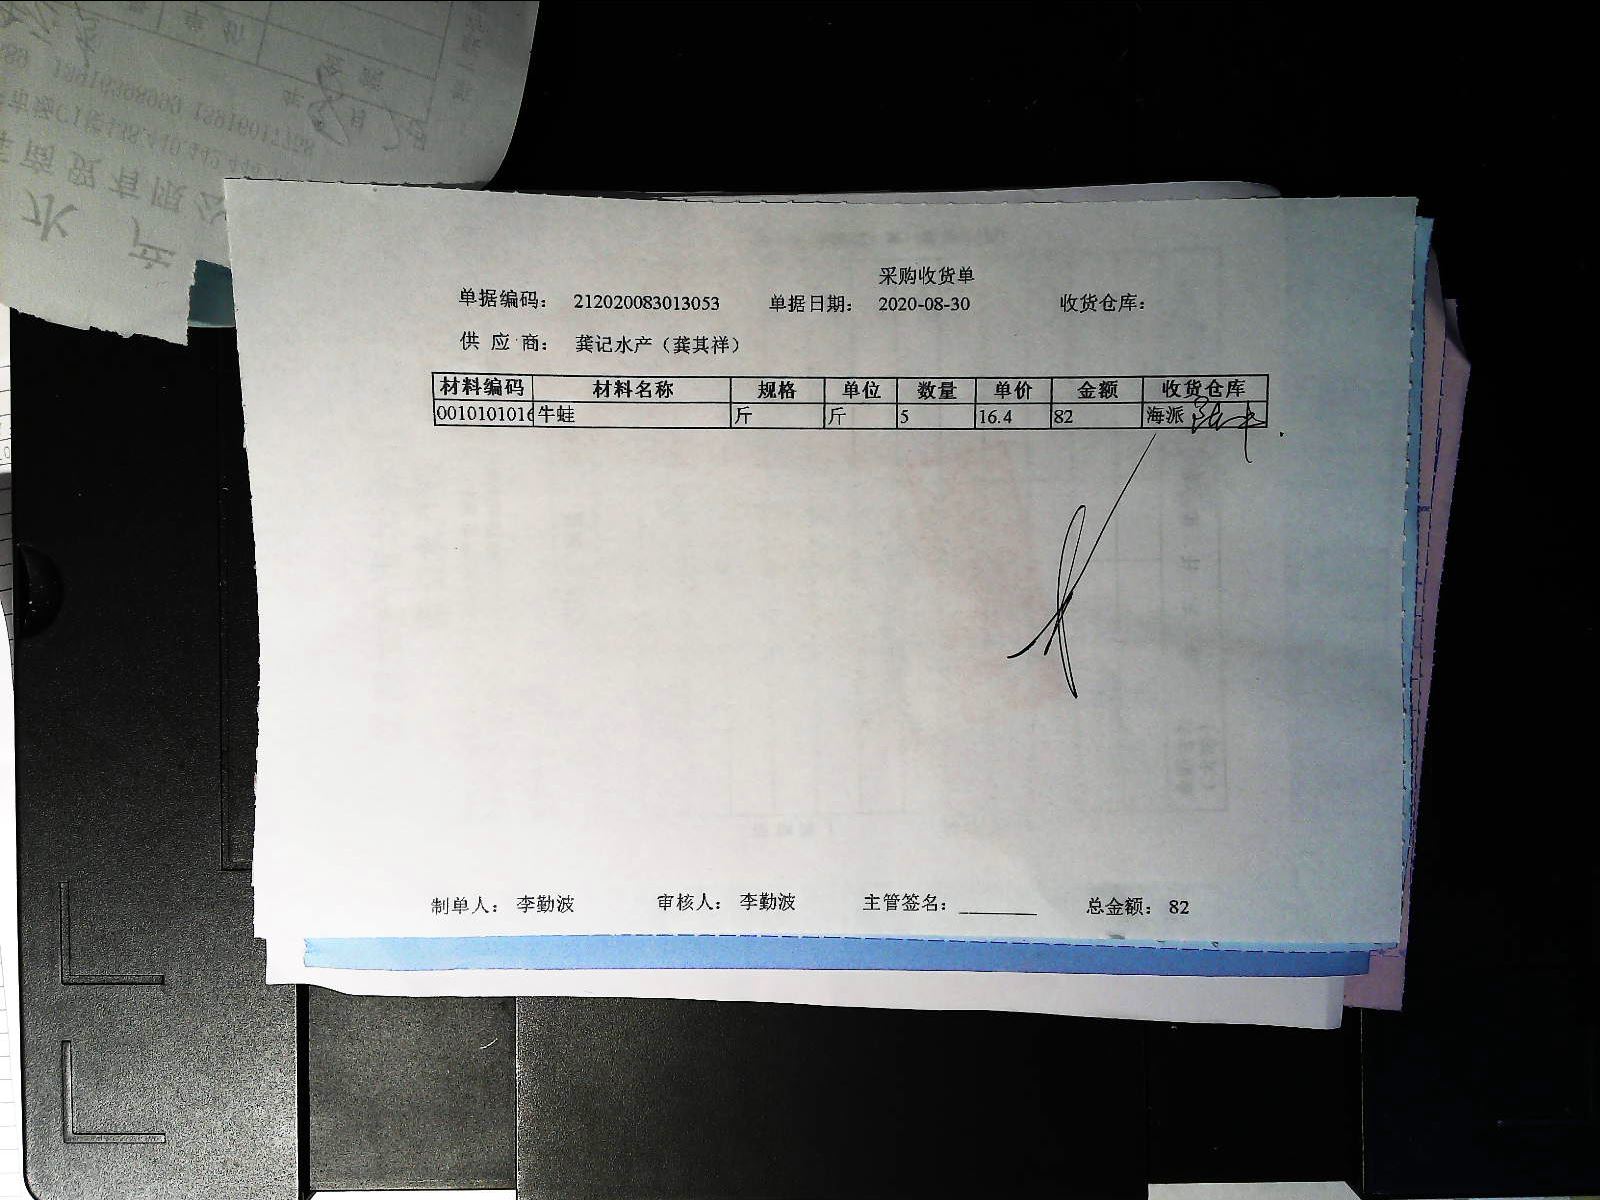 采购收货单
单据编码： 212020083013053 单据日期： 2020-08-30 收货仓库：
供 应 商： 龚记水产（龚其祥）
材料编码 材料名称 规格 单位 数量 单价 金额 收货仓库
0010101016 牛蛙 斤 斤 5 16.4 82 海派
制单人： 李勤波 审核人： 李勤波 主管签名：________ 总金额： 82